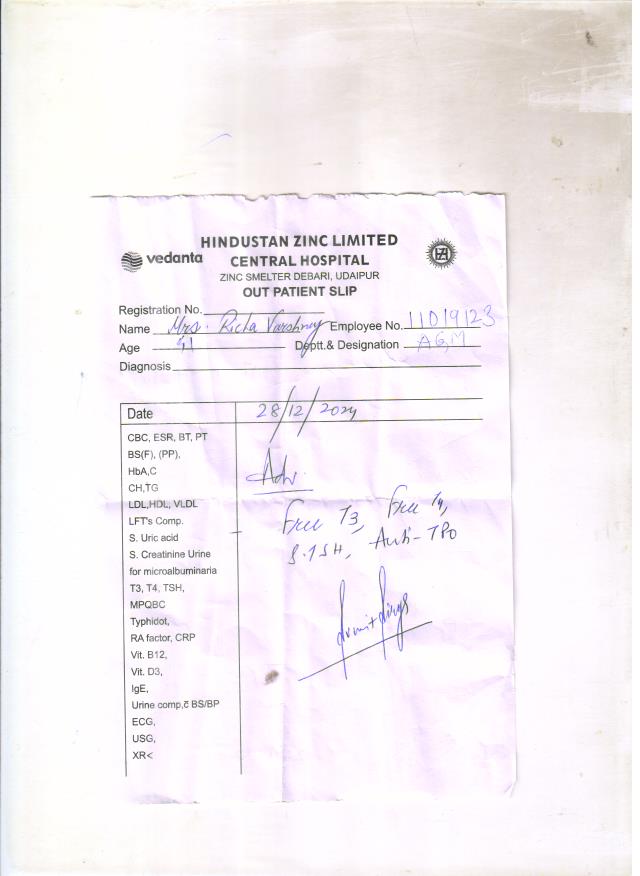 vedanta
HINDUSTAN ZINC LIMITED
CENTRAL HOSPITAL
ZINC SMELTER DEBARI, UDAIPUR
OUT PATIENT SLIP
Registration No.
Name Mrs. Richa Varshney Employee No. 11019123
Age Deptt.& Designation AGM
Diagnosis
Date 28/12/2024
CBC, ESR, BT, PT
BS(F), (PP),
HbA,C
CH,TG
LDL,HDL, VLDL
LFT's Comp.
S. Uric acid
S. Creatinine Urine
for microalbuminaria
T3, T4, TSH,
MPQBC
Typhidot,
RA factor, CRP
Vit. B12,
Vit. D3,
IgE,
Urine comp,c̄ BS/BP
ECG,
USG,
XR<
Adv.
Free T3, Free T4,
S.TSH, Anti-TPO